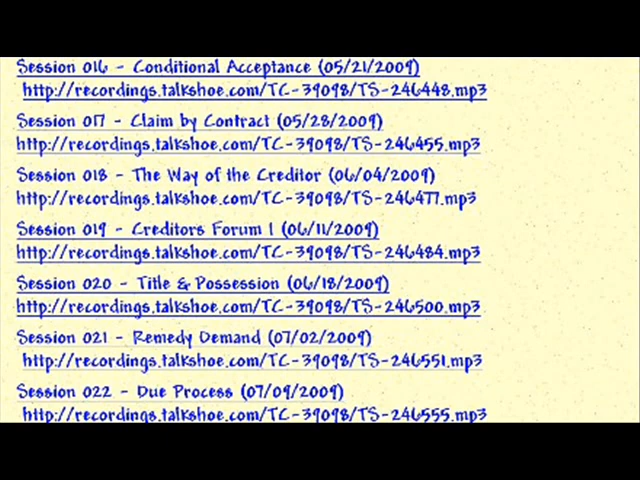 Session 016 - Conditional Acceptance (05/21/2009)
http://recordings.talkshoe.com/TC-39098/TS-246448.mp3
Session 017 - Claim by Contract (05/28/2009)
http://recordings.talkshoe.com/TC-39098/TS-246455.mp3
Session 018 - The Way of the Creditor (06/04/2009)
http://recordings.talkshoe.com/TC-39098/TS-246477.mp3
Session 019 - Creditors Forum 1 (06/11/2009)
http://recordings.talkshoe.com/TC-39098/TS-246484.mp3
Session 020 - Title & Possession (06/18/2009)
http://recordings.talkshoe.com/TC-39098/TS-246500.mp3
Session 021 - Remedy Demand (07/02/2009)
http://recordings.talkshoe.com/TC-39098/TS-246551.mp3
Session 022 - Due Process (07/09/2009)
http://recordings.talkshoe.com/TC-39098/TS-246555.mp3